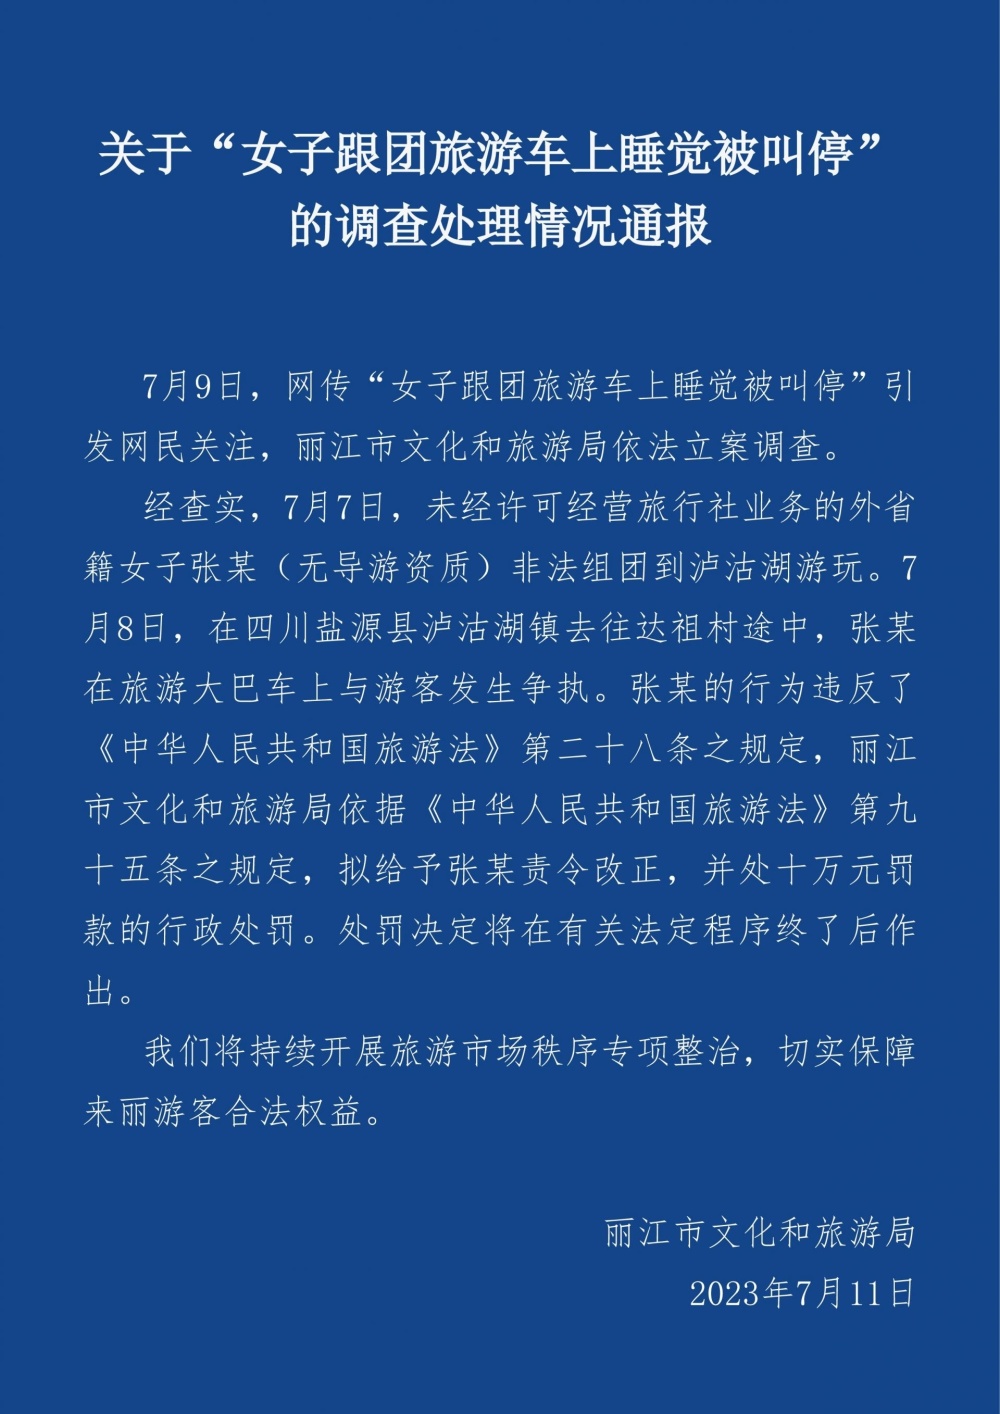 关于“女子跟团旅游车上睡觉被叫停”
的调查处理情况通报
7月9日，网传“女子跟团旅游车上睡觉被叫停”引
发网民关注，丽江市文化和旅游局依法立案调查。
经查实，7月7日，未经许可经营旅行社业务的外省
籍女子张某（无导游资质）非法组团到泸沽湖游玩。7
月8日，在四川盐源县泸沽湖镇去往达祖村途中，张某
在旅游大巴车上与游客发生争执。张某的行为违反了
《中华人民共和国旅游法》第二十八条之规定，丽江
市文化和旅游局依据《中华人民共和国旅游法》第九
十五条之规定，拟给予张某责令改正，并处十万元罚
款的行政处罚。处罚决定将在有关法定程序终了后作
出。
我们将持续开展旅游市场秩序专项整治，切实保障
来丽游客合法权益。
丽江市文化和旅游局
2023年7月11日